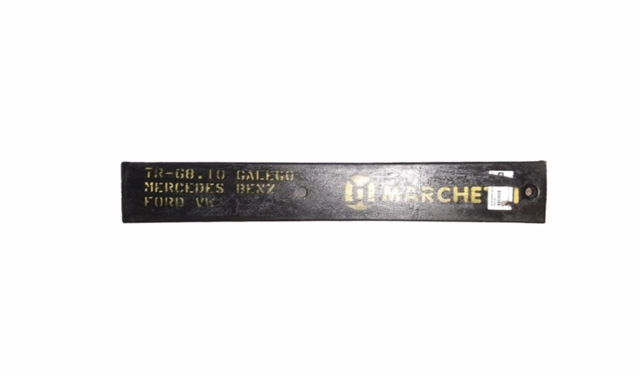 TR-68.10 GALEGO
MERCEDES BENZ
FORD VW
MARCHETTI